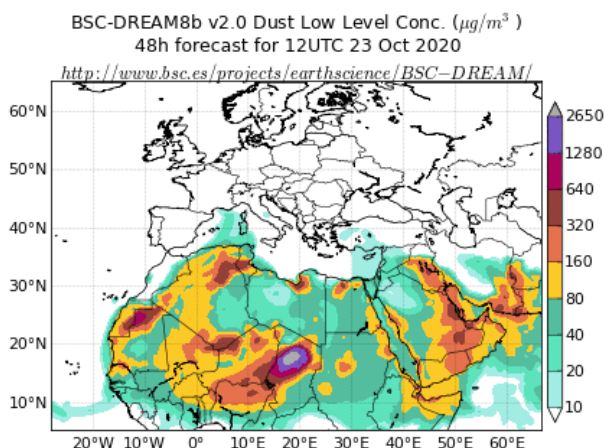 BSC-DREAM8b v2.0 Dust Low Level Conc. (μg/m³ )
48h forecast for 12UTC 23 Oct 2020
http://www.bsc.es/projects/earthscience/BSC−DREAM/
60°N
50°N
40°N
30°N
20°N
10°N
20°W 10°W 0° 10°E 20°E 30°E 40°E 50°E 60°E
2650
1280
640
320
160
80
40
20
10